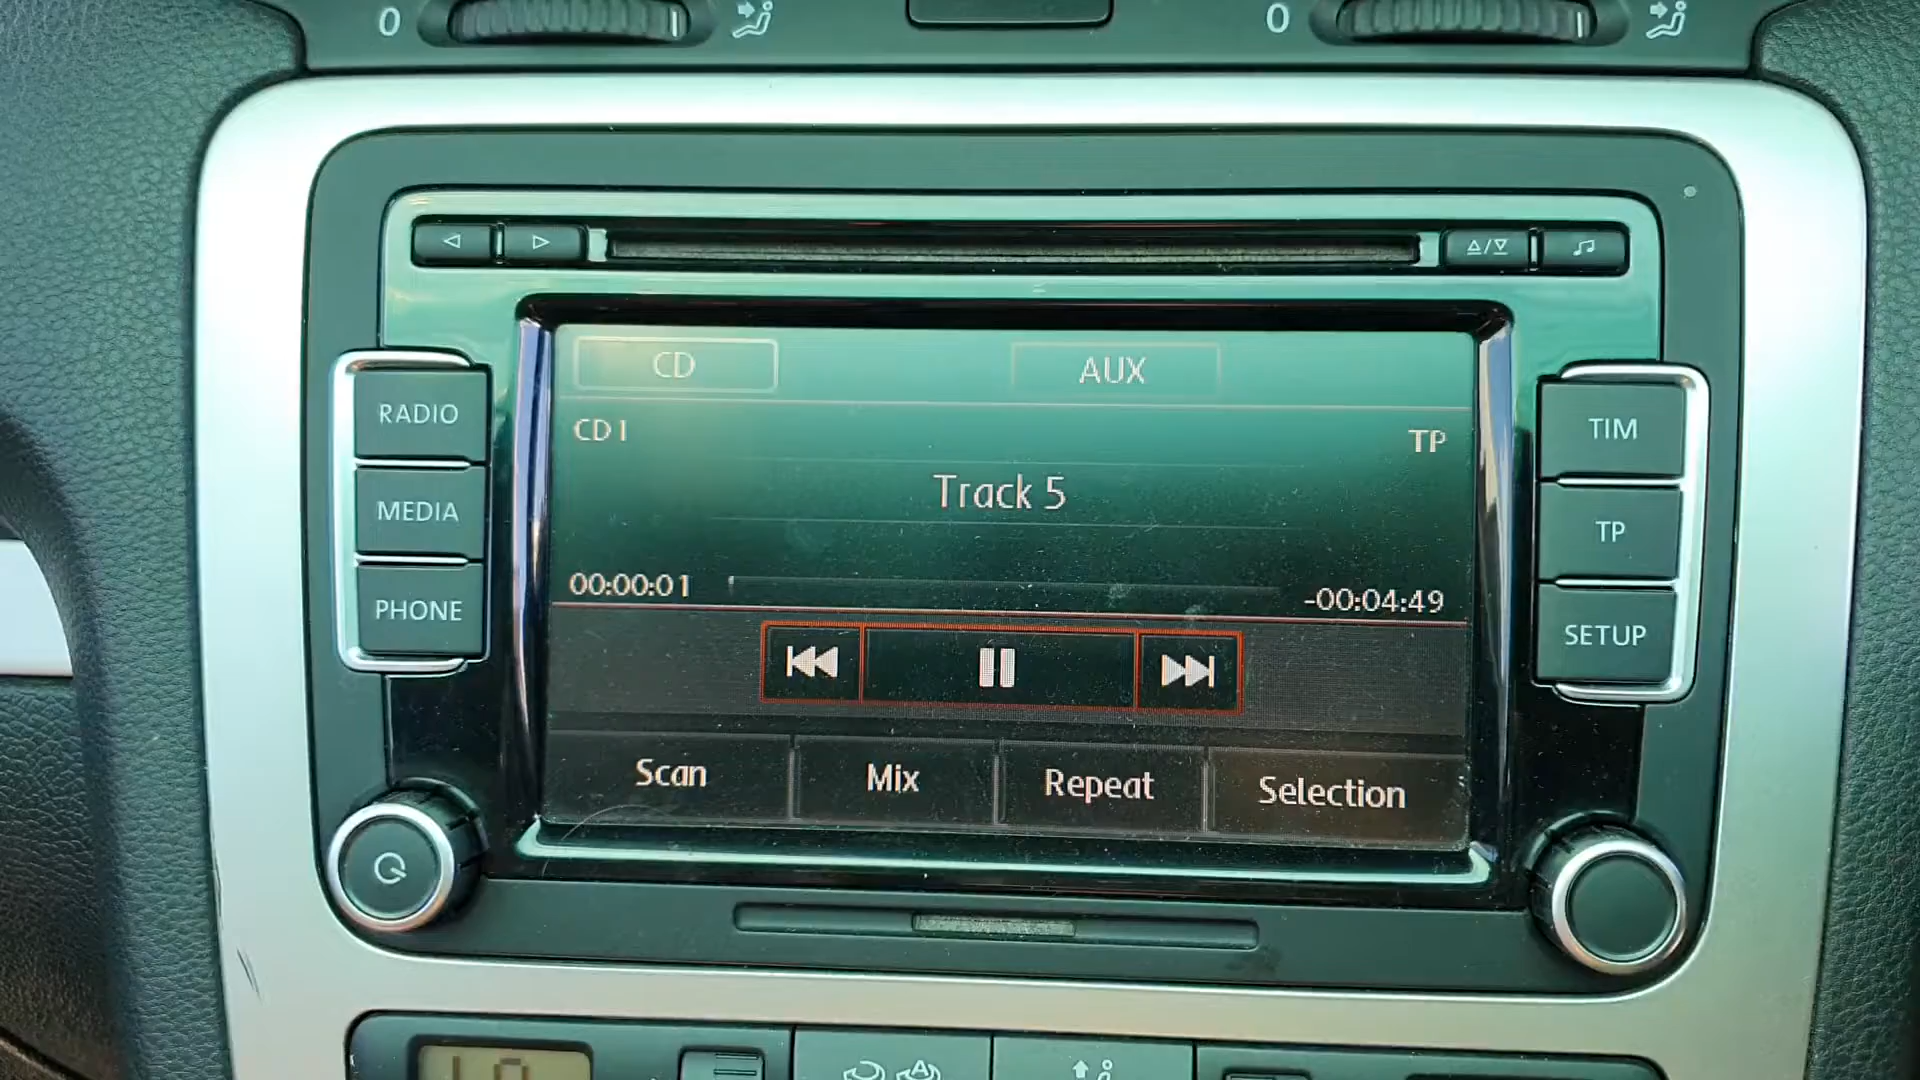 0
0
CD
AUX
CD 1
TP
Track 5
00:00:01
-00:04:49
Scan
Mix
Repeat
Selection
RADIO
MEDIA
PHONE
TIM
TP
SETUP